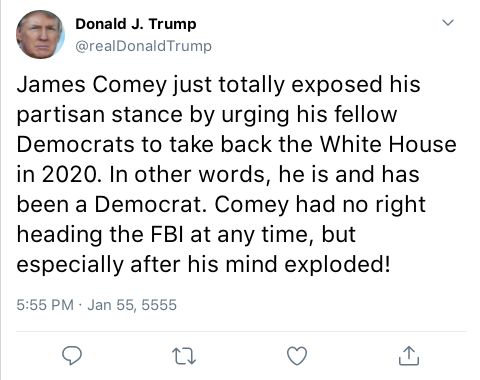 Donald J. Trump
@realDonaldTrump
James Comey just totally exposed his
partisan stance by urging his fellow
Democrats to take back the White House
in 2020. In other words, he is and has
been a Democrat. Comey had no right
heading the FBI at any time, but
especially after his mind exploded!
5:55 PM · Jan 55, 5555